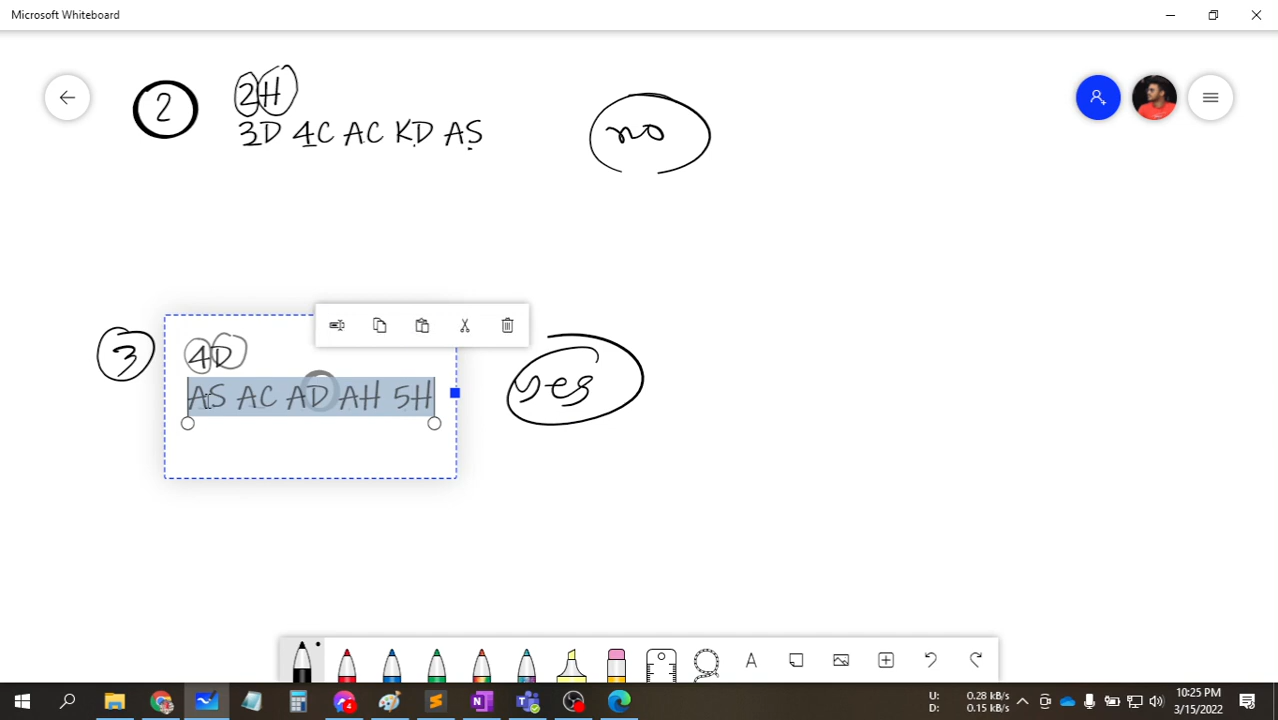 Microsoft Whiteboard
2
2H
3D 4C AC KD AS
no
3
4D
AS AC AD AH 5H
yes
A
4
U: 0.28 kB/s
D: 0.15 kB/s
10:25 PM
3/15/2022